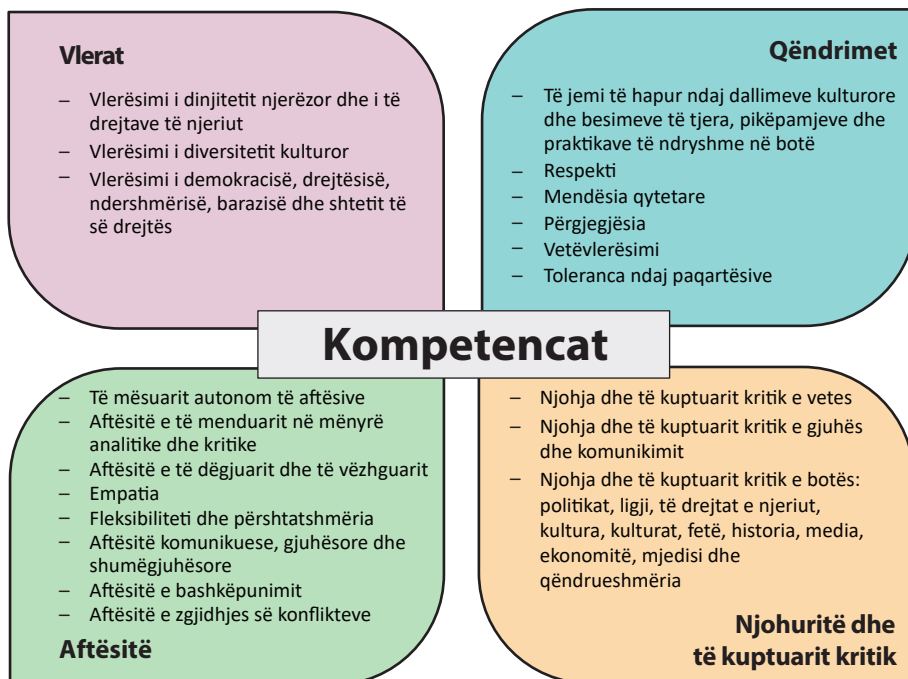 Vlerat
– Vlerësimi i dinjitetit njerëzor dhe i të
drejtave të njeriut
– Vlerësimi i diversitetit kulturor
– Vlerësimi i demokracisë, drejtësisë,
ndershmërisë, barazisë dhe shtetit të
së drejtës
Qëndrimet
– Të jemi të hapur ndaj dallimeve kulturore
dhe besimeve të tjera, pikëpamjeve dhe
praktikave të ndryshme në botë
– Respekti
– Mendësia qytetare
– Përgjegjësia
– Vetëvlerësimi
– Toleranca ndaj paqartësive
Kompetencat
– Të mësuarit autonom të aftësive
– Aftësitë e të menduarit në mënyrë
analitike dhe kritike
– Aftësitë e të dëgjuarit dhe të vëzhguarit
– Empatia
– Fleksibiliteti dhe përshtatshmëria
– Aftësitë komunikuese, gjuhësore dhe
shumëgjuhësore
– Aftësitë e bashkëpunimit
– Aftësitë e zgjidhjes së konflikteve
Aftësitë
– Njohja dhe të kuptuarit kritik e vetes
– Njohja dhe të kuptuarit kritik e gjuhës
dhe komunikimit
– Njohja dhe të kuptuarit kritik e botës:
politikat, ligji, të drejtat e njeriut,
kultura, kulturat, fetë, historia, media,
ekonomitë, mjedisi dhe
qëndrueshmëria
Njohuritë dhe
të kuptuarit kritik